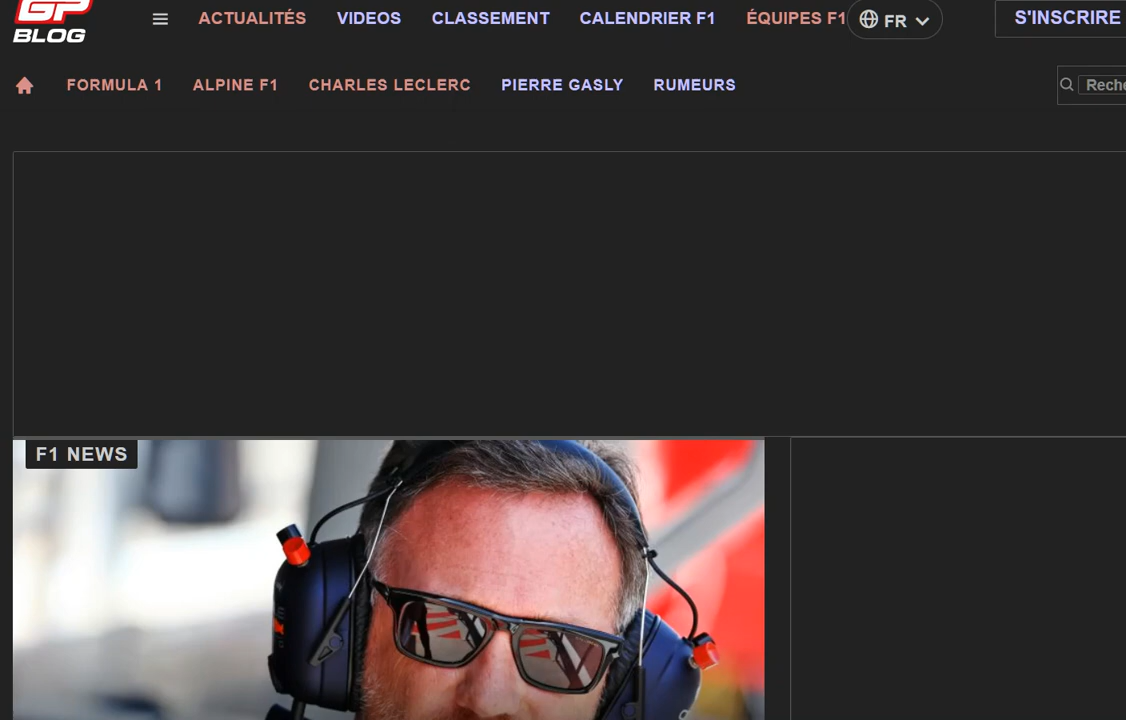 GP
BLOG
ACTUALITÉS VIDEOS CLASSEMENT CALENDRIER F1 ÉQUIPES F1 FR S'INSCRIRE
FORMULA 1 ALPINE F1 CHARLES LECLERC PIERRE GASLY RUMEURS Reche
F1 NEWS